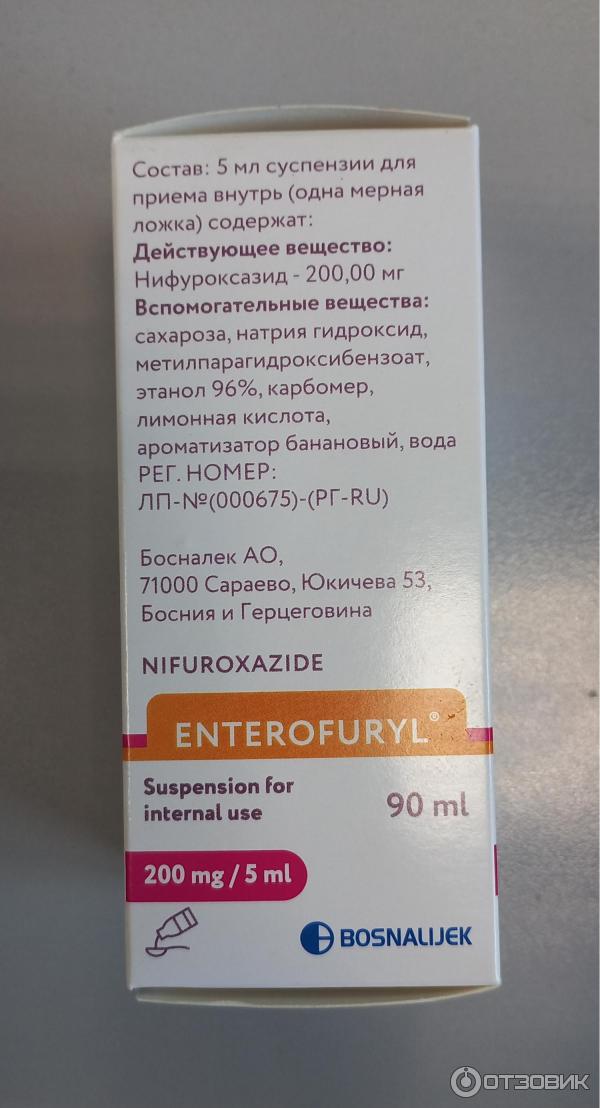 Состав: 5 мл суспензии для
приема внутрь (одна мерная
ложка) содержат:
Действующее вещество:
Нифуроксазид - 200,00 мг
Вспомогательные вещества:
сахароза, натрия гидроксид,
метилпарагидроксибензоат,
этанол 96%, карбомер,
лимонная кислота,
ароматизатор банановый, вода
РЕГ. НОМЕР:
ЛП-№(000675)-(РГ-RU)
Босналек АО,
71000 Сараево, Юкичева 53,
Босния и Герцеговина
NIFUROXAZIDE
ENTEROFURYL®
Suspension for
internal use
90 ml
200 mg / 5 ml
BOSNALIJEK
ОТЗОВИК